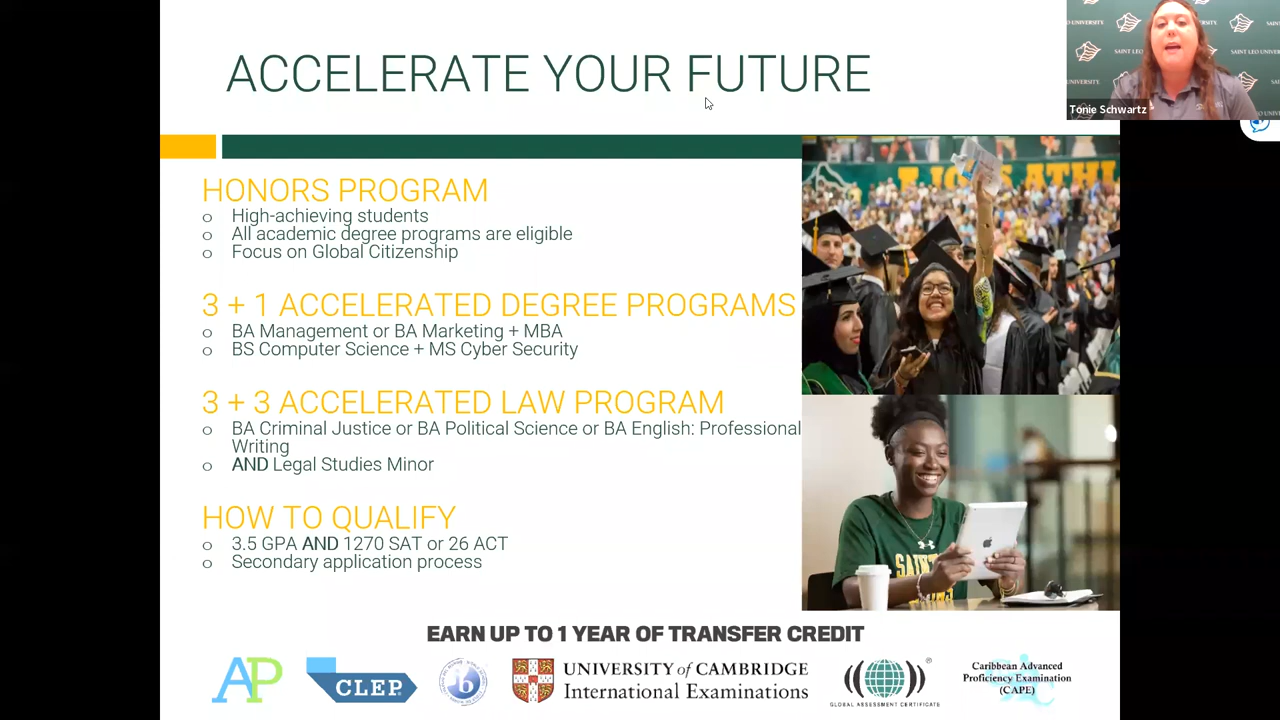 ACCELERATE YOUR FUTURE
Tonie Schwartz
SAINT LEO UNIVERSITY
HONORS PROGRAM
o High-achieving students
o All academic degree programs are eligible
o Focus on Global Citizenship
3 + 1 ACCELERATED DEGREE PROGRAMS
o BA Management or BA Marketing + MBA
o BS Computer Science + MS Cyber Security
3 + 3 ACCELERATED LAW PROGRAM
o BA Criminal Justice or BA Political Science or BA English: Professional
Writing
o AND Legal Studies Minor
HOW TO QUALIFY
o 3.5 GPA AND 1270 SAT or 26 ACT
o Secondary application process
EARN UP TO 1 YEAR OF TRANSFER CREDIT
AP
CLEP
ib
UNIVERSITY of CAMBRIDGE
International Examinations
®
GLOBAL ASSESSMENT CERTIFICATE
Caribbean Advanced
Proficiency Examination
(CAPE)